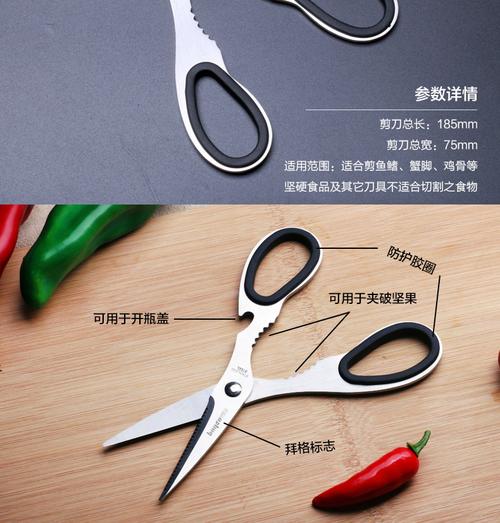 参数详情
剪刀总长：185mm
剪刀总宽：75mm
适用范围：适合剪鱼鳍、蟹脚、鸡骨等
坚硬食品及其它刀具不适合切割之食物
防护胶圈
可用于夹破坚果
可用于开瓶盖
拜格标志